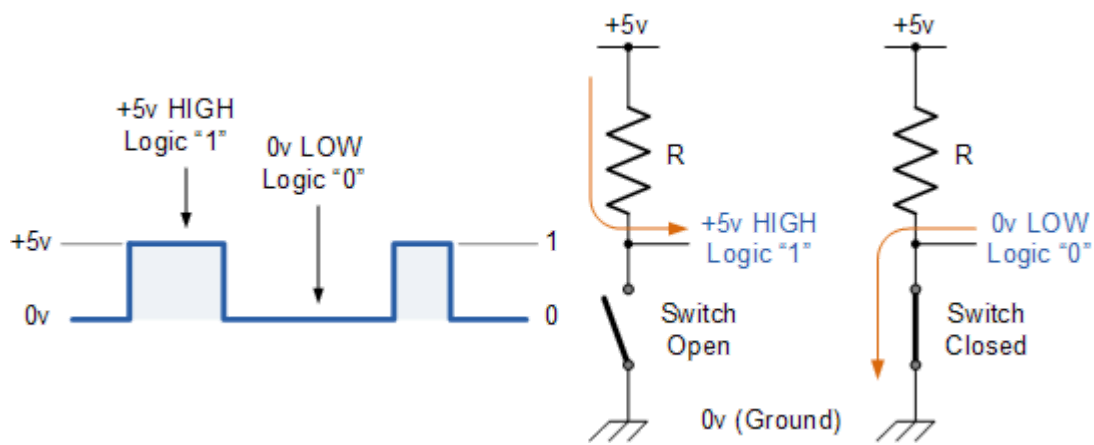 +5v HIGH
Logic “1”
0v LOW
Logic “0”
+5v
0v
1
0
+5v
R
+5v HIGH
Logic “1”
Switch
Open
0v (Ground)
+5v
R
0v LOW
Logic “0”
Switch
Closed